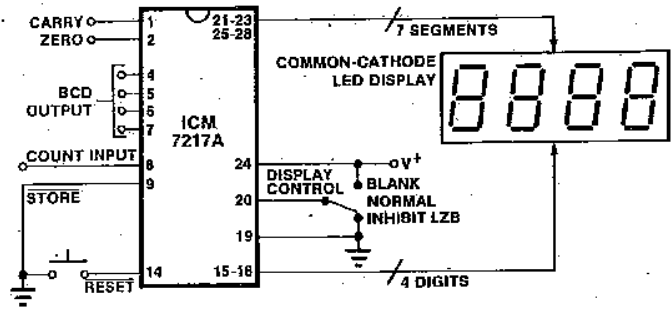 CARRY
ZERO
BCD
OUTPUT
COUNT INPUT
STORE
RESET
1
2
4
5
6
7
8
9
14
ICM
7217A
21-23
25-28
24
20
19
15-18
7 SEGMENTS
COMMON-CATHODE
LED DISPLAY
8888
V+
DISPLAY
CONTROL
BLANK
NORMAL
INHIBIT LZB
4 DIGITS